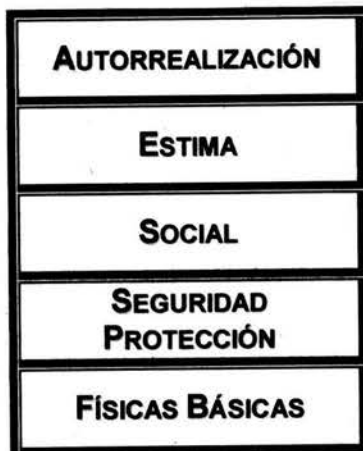 AUTORREALIZACIÓN
ESTIMA
SOCIAL
SEGURIDAD
PROTECCIÓN
FÍSICAS BÁSICAS